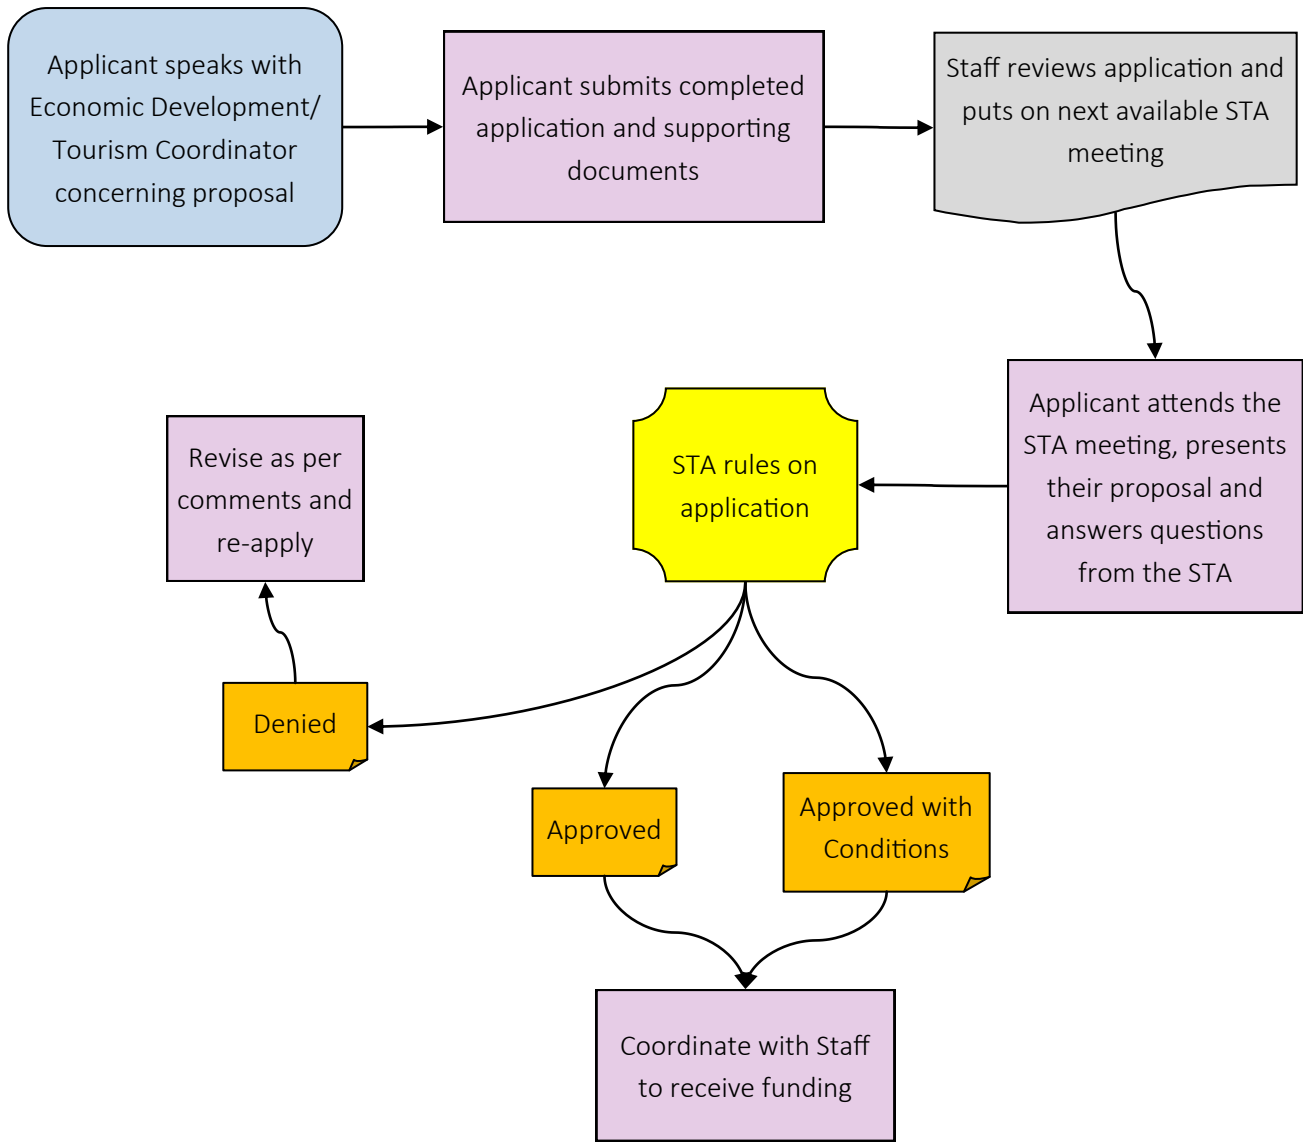 Applicant speaks with
Economic Development/
Tourism Coordinator
concerning proposal
Applicant submits completed
application and supporting
documents
Staff reviews application and
puts on next available STA
meeting
Applicant attends the
STA meeting, presents
their proposal and
answers questions
from the STA
STA rules on
application
Revise as per
comments and
re-apply
Denied
Approved
Approved with
Conditions
Coordinate with Staff
to receive funding